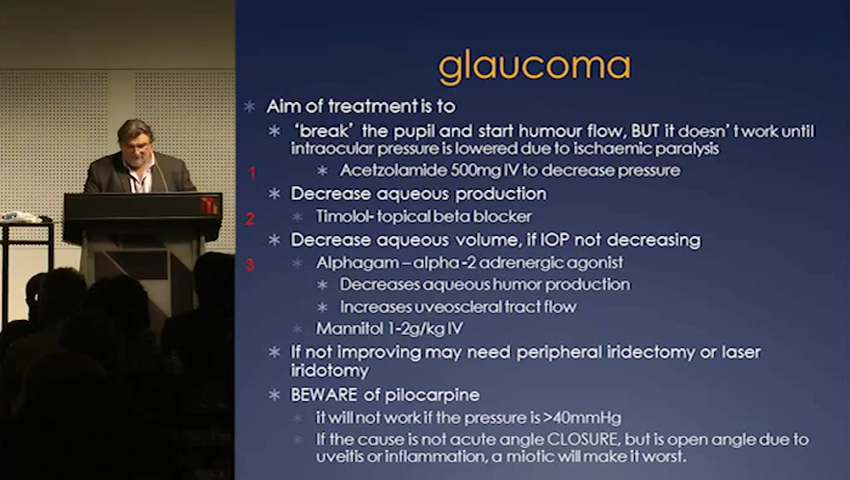 glaucoma
Aim of treatment is to
‘break’ the pupil and start humour flow, BUT it doesn’t work until
intraocular pressure is lowered due to ischaemic paralysis
1 Acetzolamide 500mg IV to decrease pressure
Decrease aqueous production
2 Timolol- topical beta blocker
Decrease aqueous volume, if IOP not decreasing
3 Alphagam – alpha -2 adrenergic agonist
Decreases aqueous humor production
Increases uveoscleral tract flow
Mannitol 1-2g/kg IV
If not improving may need peripheral iridectomy or laser
iridotomy
BEWARE of pilocarpine
it will not work if the pressure is >40mmHg
If the cause is not acute angle CLOSURE, but is open angle due to
uveitis or inflammation, a miotic will make it worst.